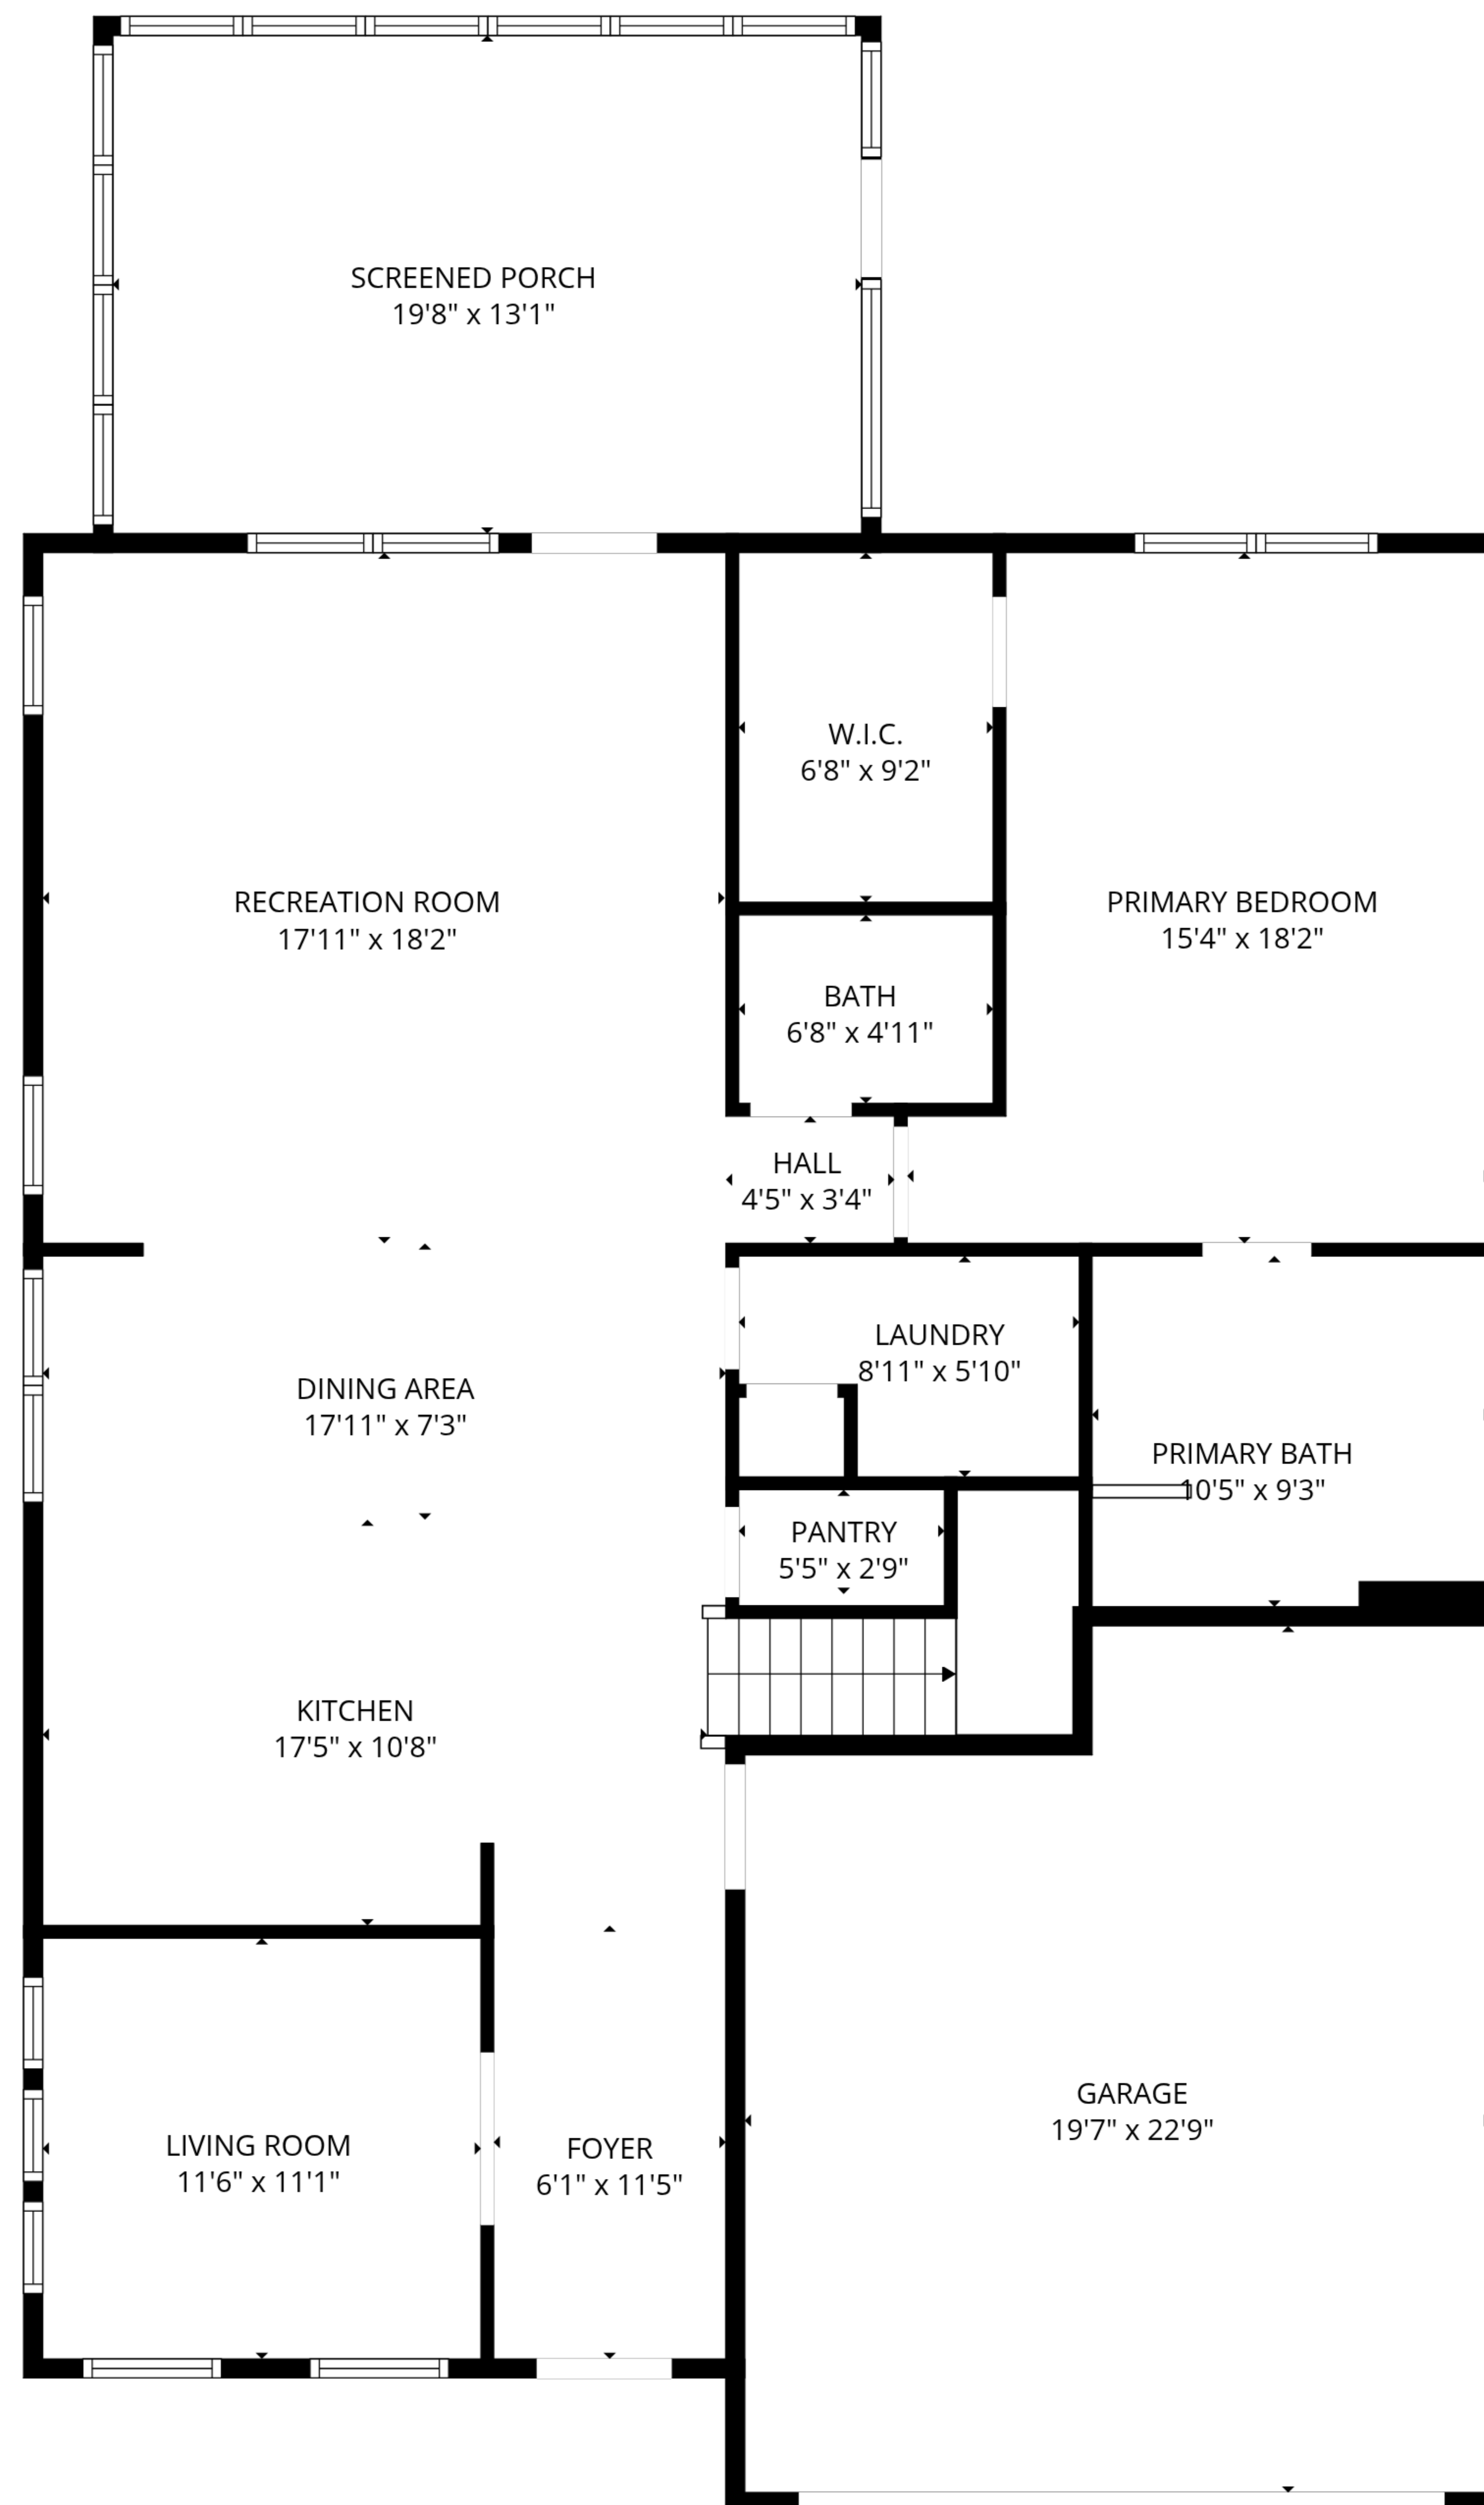 SCREENED PORCH
19'8" x 13'1"
W.I.C.
6'8" x 9'2"
RECREATION ROOM
17'11" x 18'2"
PRIMARY BEDROOM
15'4" x 18'2"
BATH
6'8" x 4'11"
HALL
4'5" x 3'4"
LAUNDRY
8'11" x 5'10"
DINING AREA
17'11" x 7'3"
PRIMARY BATH
10'5" x 9'3"
PANTRY
5'5" x 2'9"
KITCHEN
17'5" x 10'8"
GARAGE
19'7" x 22'9"
LIVING ROOM
11'6" x 11'1"
FOYER
6'1" x 11'5"